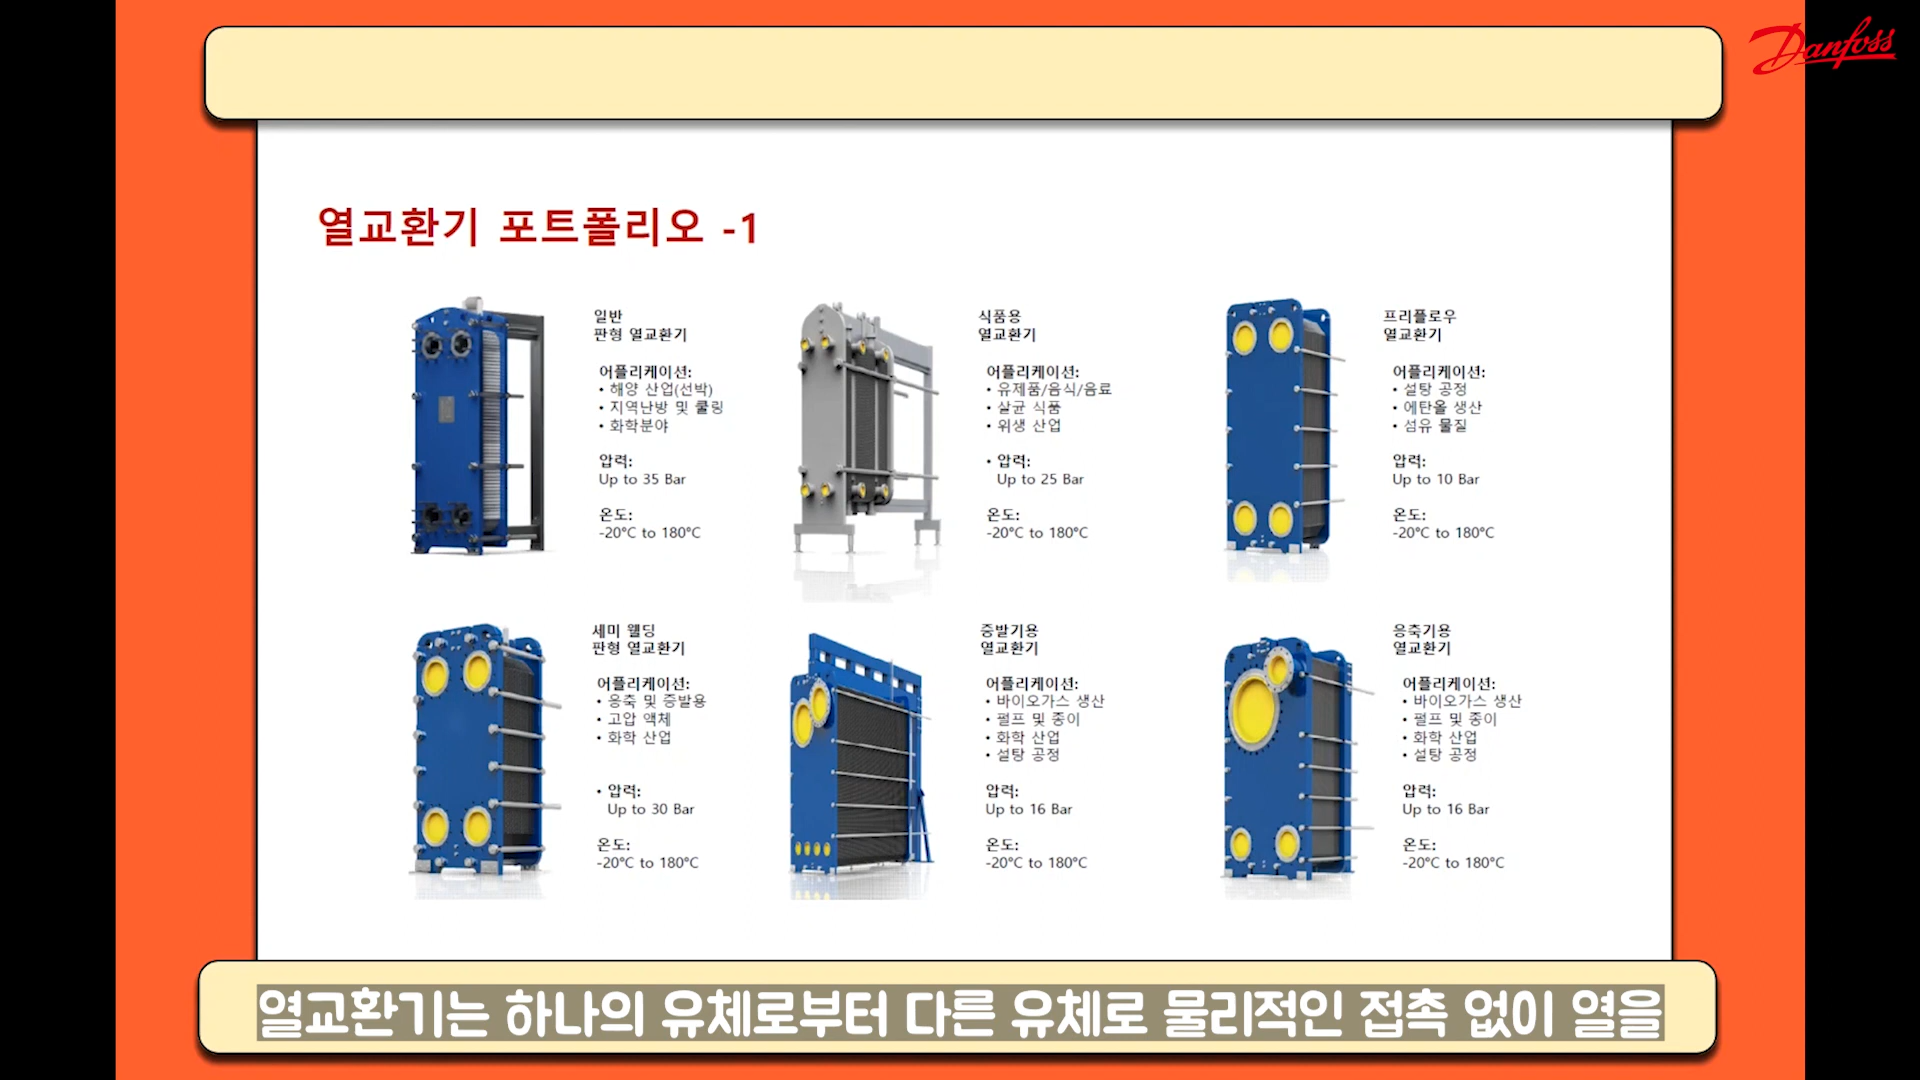 Danfoss
열교환기 포트폴리오 -1
일반
판형 열교환기
어플리케이션:
• 해양 산업(선박)
• 지역난방 및 쿨링
• 화학분야
압력:
Up to 35 Bar
온도:
-20°C to 180°C
식품용
열교환기
어플리케이션:
• 유제품/음식/음료
• 살균 식품
• 위생 산업
• 압력:
Up to 25 Bar
온도:
-20°C to 180°C
프리플로우
열교환기
어플리케이션:
• 설탕 공정
• 에탄올 생산
• 섬유 물질
압력:
Up to 10 Bar
온도:
-20°C to 180°C
세미 웰딩
판형 열교환기
어플리케이션:
• 응축 및 증발용
• 고압 액체
• 화학 산업
• 압력:
Up to 30 Bar
온도:
-20°C to 180°C
증발기용
열교환기
어플리케이션:
• 바이오가스 생산
• 펄프 및 종이
• 화학 산업
• 설탕 공정
압력:
Up to 16 Bar
온도:
-20°C to 180°C
응축기용
열교환기
어플리케이션:
• 바이오가스 생산
• 펄프 및 종이
• 화학 산업
• 설탕 공정
압력:
Up to 16 Bar
온도:
-20°C to 180°C
열교환기는 하나의 유체로부터 다른 유체로 물리적인 접촉 없이 열을